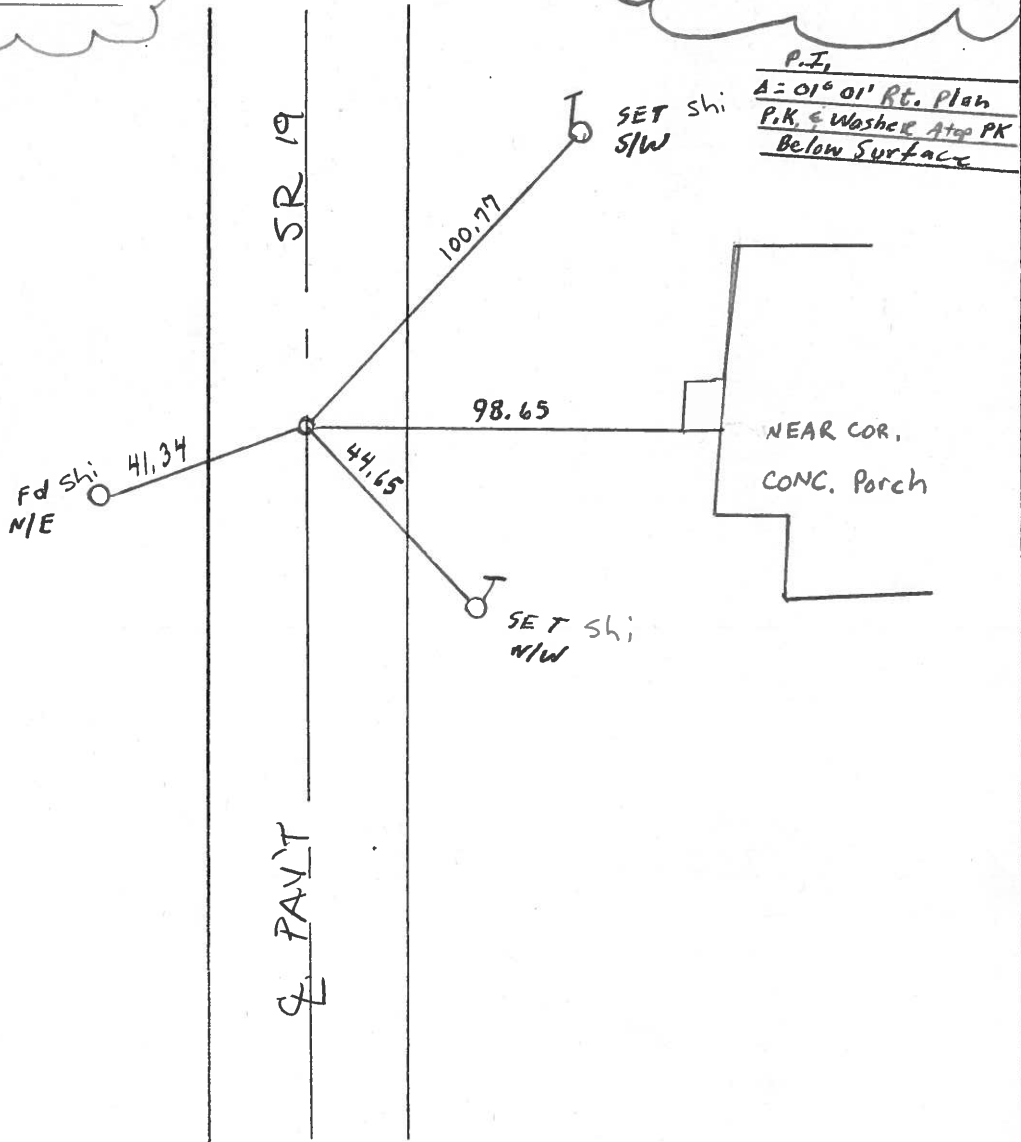 P.I.
Δ = 01° 01' Rt. Plan
P.K. & Washer Atop PK
Below Surface
SET shi
S/W
SR 19
100.77
98.65
NEAR COR.
CONC. Porch
41.34
44.65
Fd shi
N/E
SET shi
N/W
℄ PAV'T